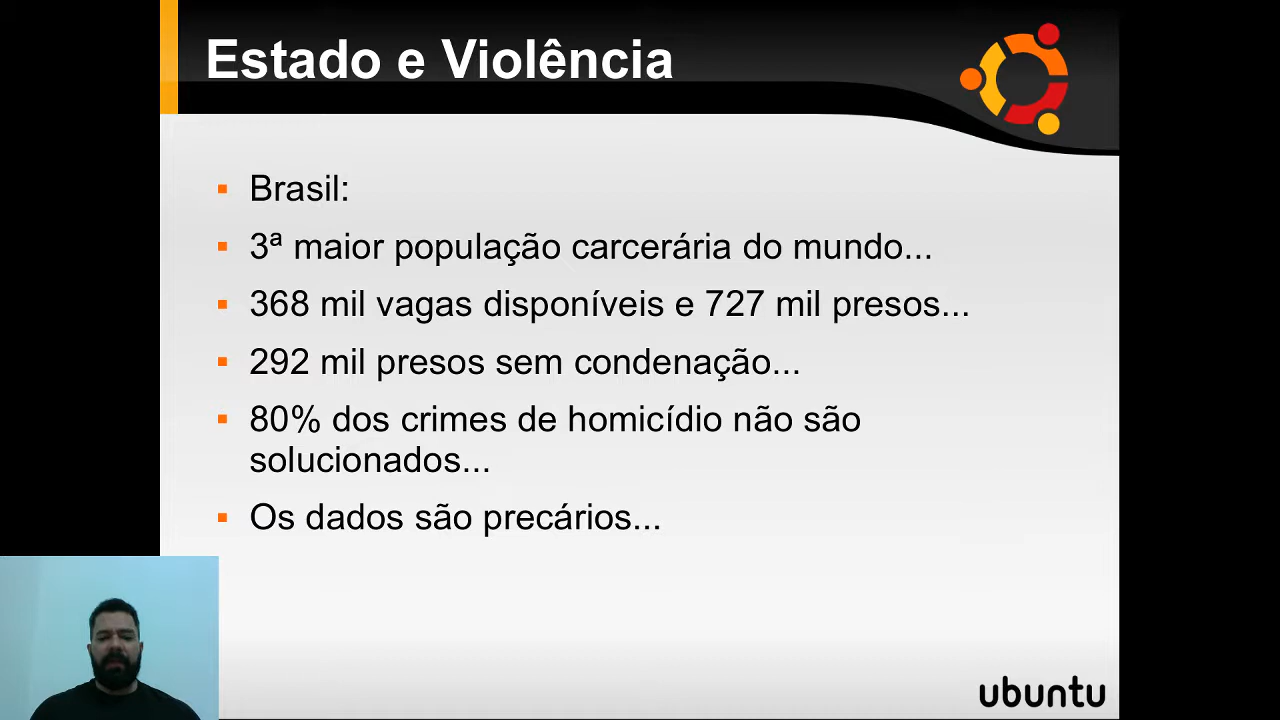 Estado e Violência
Brasil:
3ª maior população carcerária do mundo...
368 mil vagas disponíveis e 727 mil presos...
292 mil presos sem condenação...
80% dos crimes de homicídio não são
solucionados...
Os dados são precários...
ubuntu